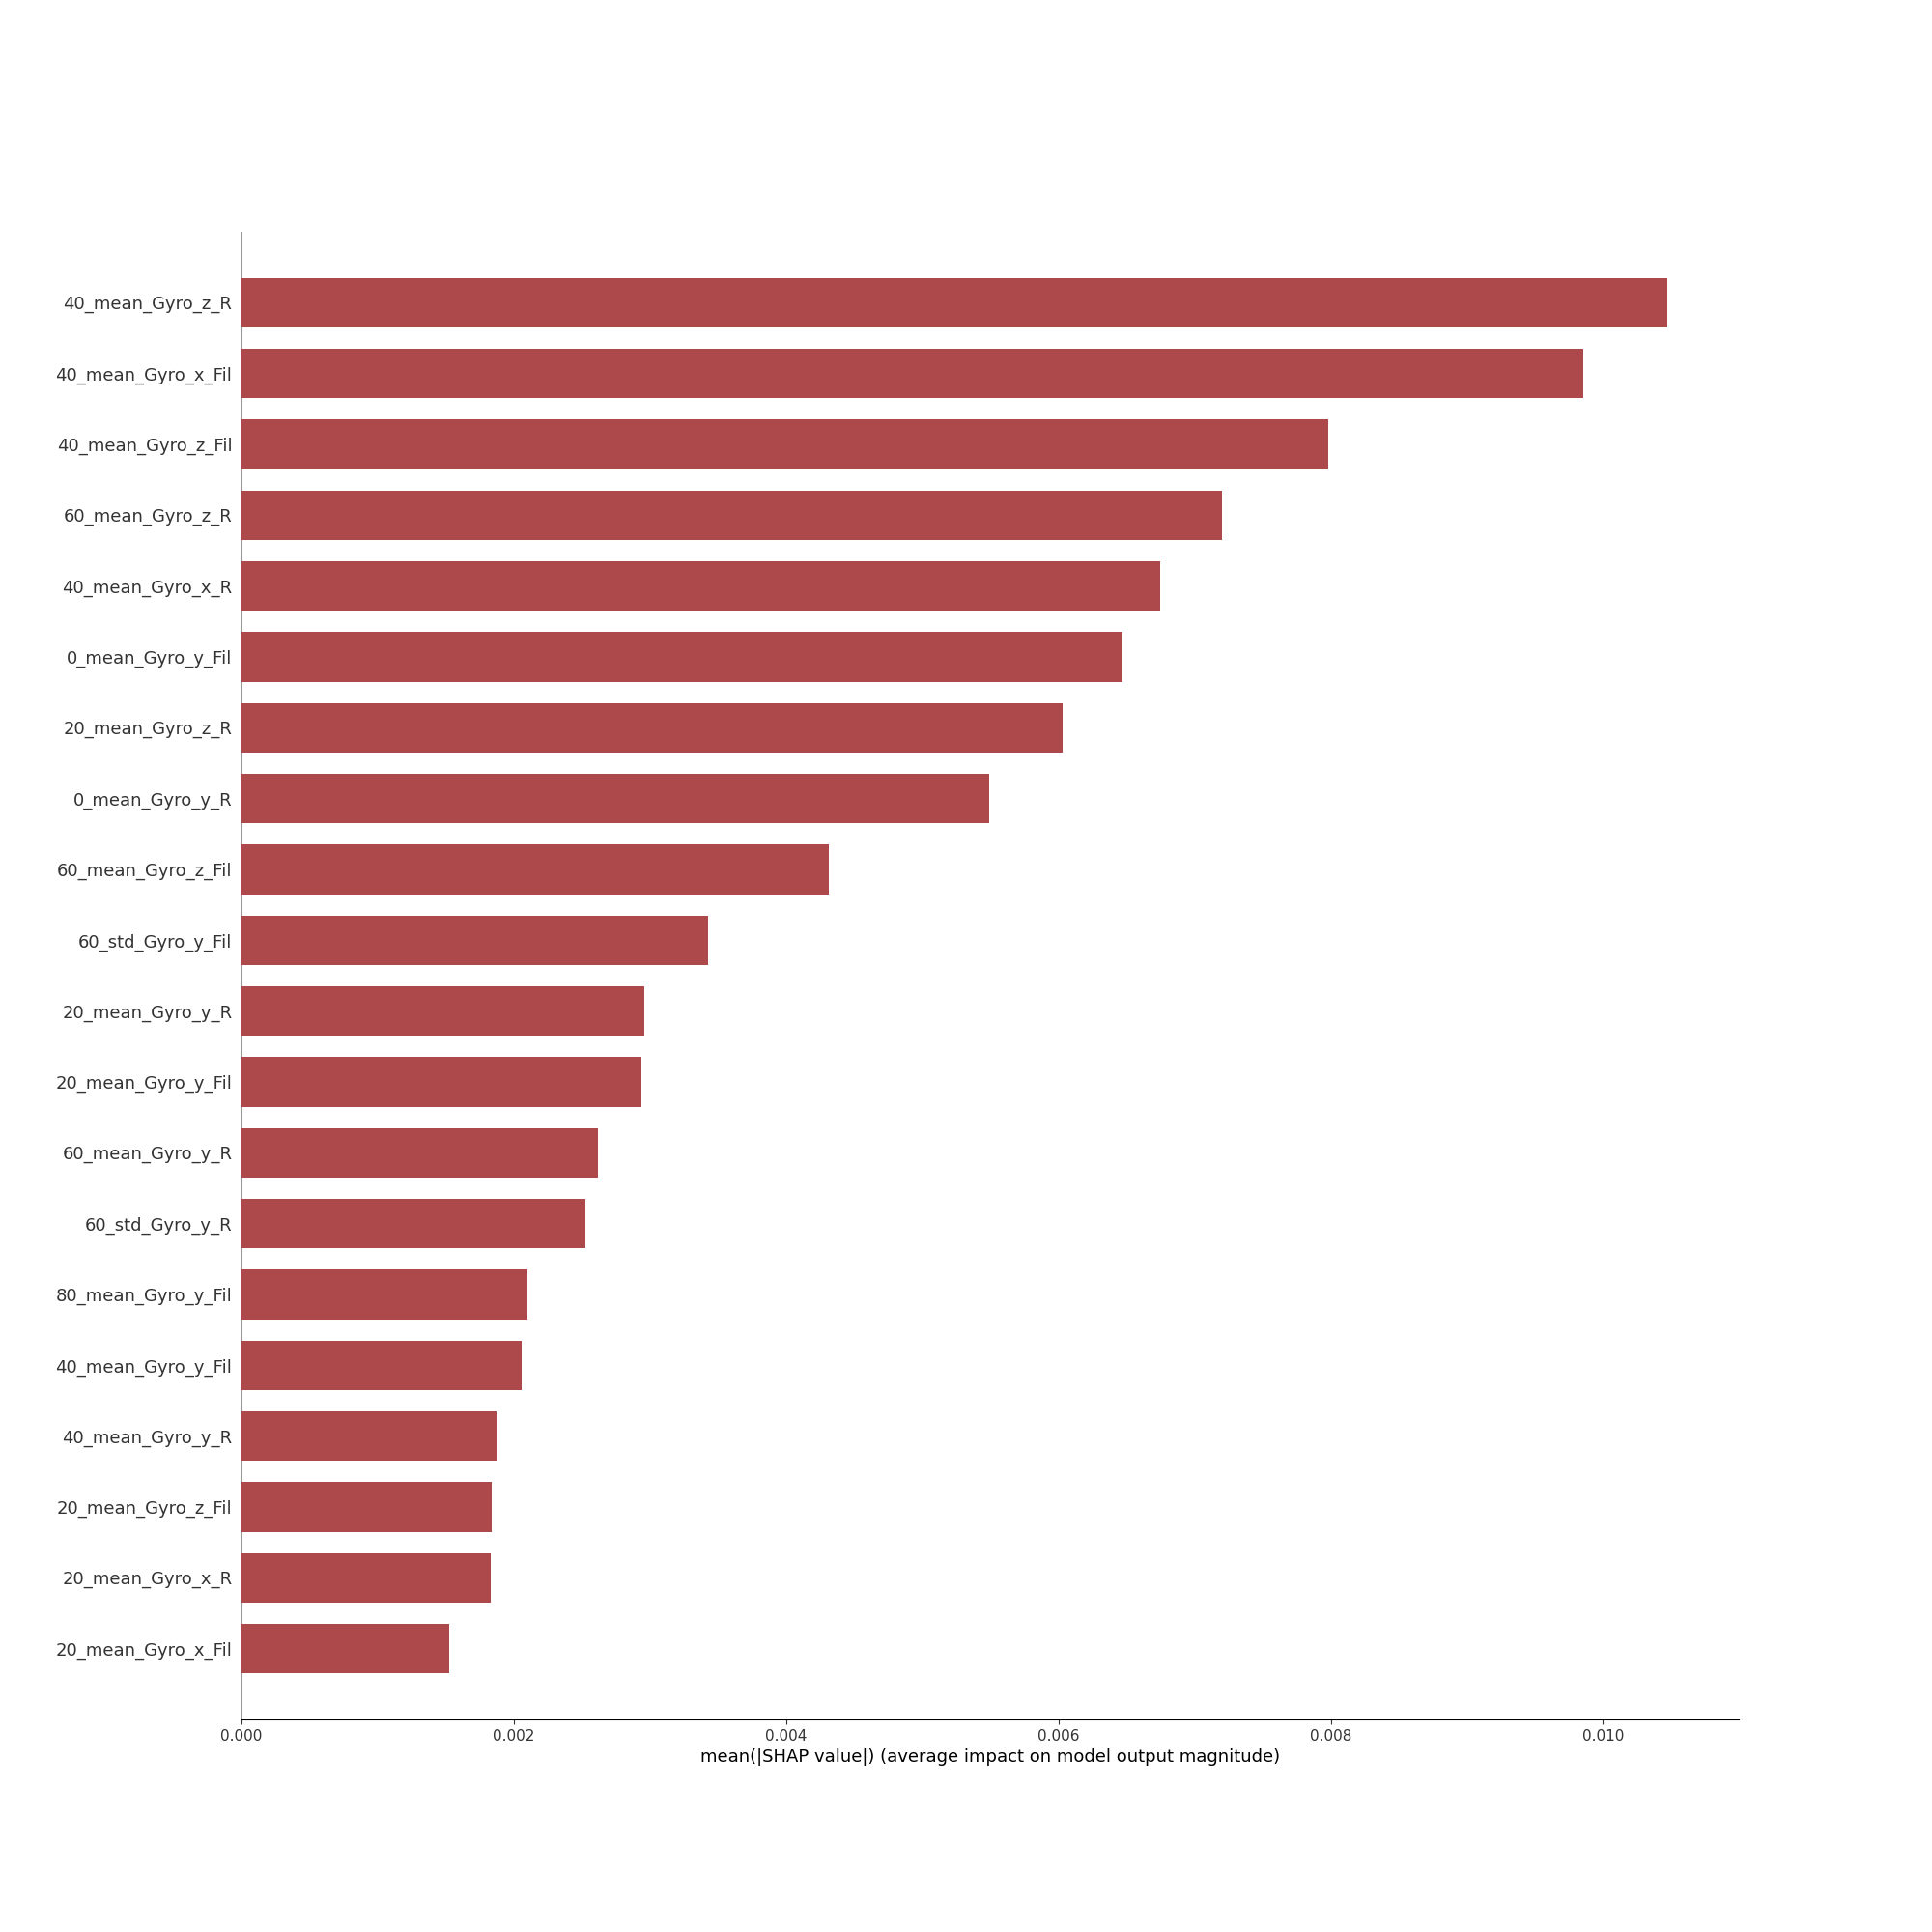 40_mean_Gyro_z_R
40_mean_Gyro_x_Fil
40_mean_Gyro_z_Fil
60_mean_Gyro_z_R
40_mean_Gyro_x_R
0_mean_Gyro_y_Fil
20_mean_Gyro_z_R
0_mean_Gyro_y_R
60_mean_Gyro_z_Fil
60_std_Gyro_y_Fil
20_mean_Gyro_y_R
20_mean_Gyro_y_Fil
60_mean_Gyro_y_R
60_std_Gyro_y_R
80_mean_Gyro_y_Fil
40_mean_Gyro_y_Fil
40_mean_Gyro_y_R
20_mean_Gyro_z_Fil
20_mean_Gyro_x_R
20_mean_Gyro_x_Fil
0.000 0.002 0.004 0.006 0.008 0.010
mean(|SHAP value|) (average impact on model output magnitude)